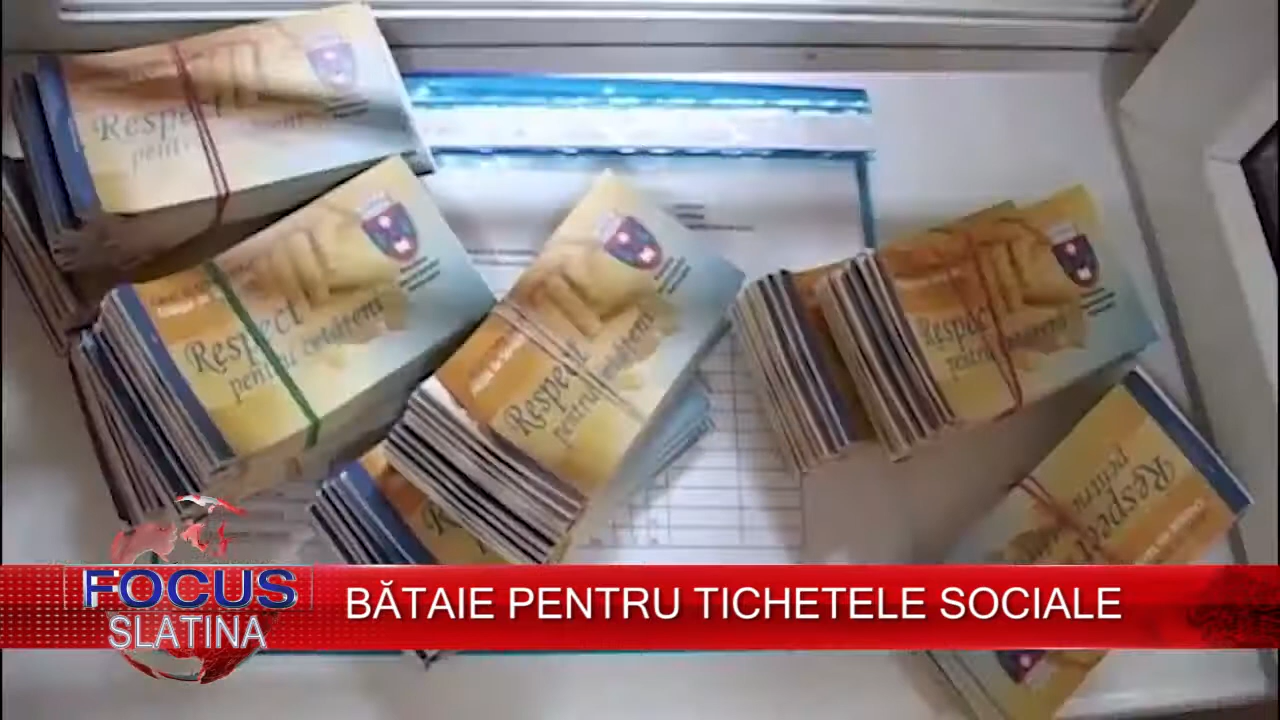 Respect
pentru
Respect
pentru cetățeni
Respect
pentru cetățeni
Respect
pentru cetățeni
Respect
pentru
FOCUS
SLATINA
BĂTAIE PENTRU TICHETELE SOCIALE